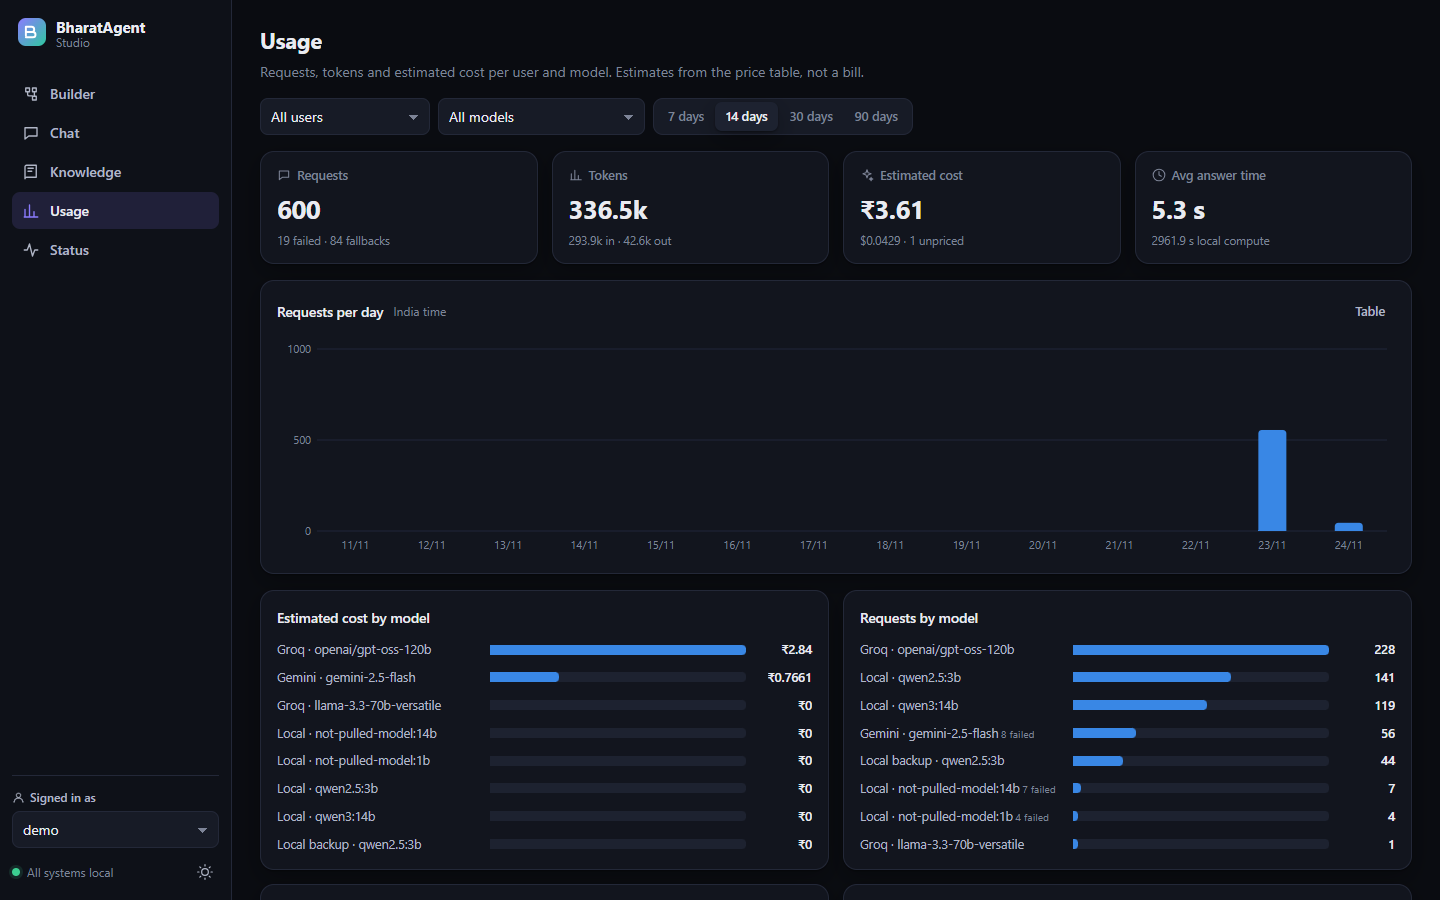 BharatAgent
Studio
Builder
Chat
Knowledge
Usage
Status
Signed in as
demo
All systems local
Usage
Requests, tokens and estimated cost per user and model. Estimates from the price table, not a bill.
All users All models 7 days 14 days 30 days 90 days
Requests
600
19 failed · 84 fallbacks
Tokens
336.5k
293.9k in · 42.6k out
Estimated cost
₹3.61
$0.0429 · 1 unpriced
Avg answer time
5.3 s
2961.9 s local compute
Requests per day India time Table
1000
500
0
11/11 12/11 13/11 14/11 15/11 16/11 17/11 18/11 19/11 20/11 21/11 22/11 23/11 24/11
Estimated cost by model
Groq · openai/gpt-oss-120b ₹2.84
Gemini · gemini-2.5-flash ₹0.7661
Groq · llama-3.3-70b-versatile ₹0
Local · not-pulled-model:14b ₹0
Local · not-pulled-model:1b ₹0
Local · qwen2.5:3b ₹0
Local · qwen3:14b ₹0
Local backup · qwen2.5:3b ₹0
Requests by model
Groq · openai/gpt-oss-120b 228
Local · qwen2.5:3b 141
Local · qwen3:14b 119
Gemini · gemini-2.5-flash 8 failed 56
Local backup · qwen2.5:3b 44
Local · not-pulled-model:14b 7 failed 7
Local · not-pulled-model:1b 4 failed 4
Groq · llama-3.3-70b-versatile 1